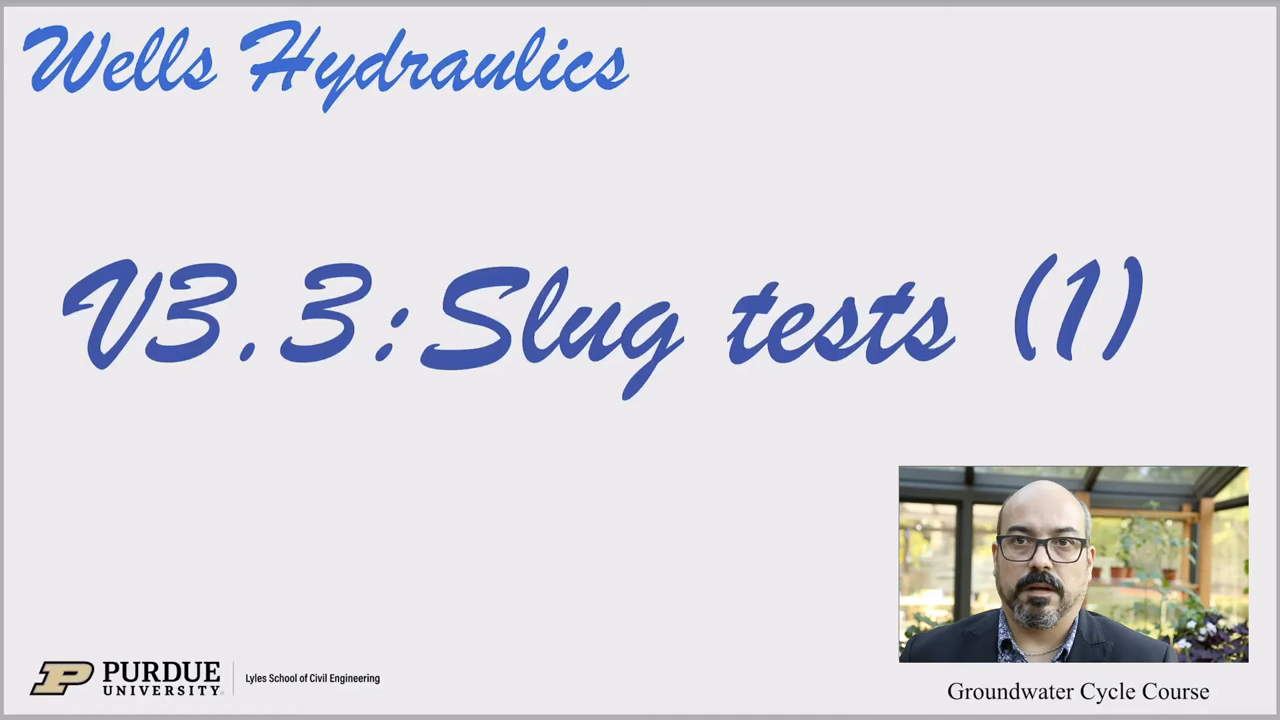 Wells Hydraulics
V3.3: Slug tests (1)
PURDUE
UNIVERSITY
Lyles School of Civil Engineering
Groundwater Cycle Course